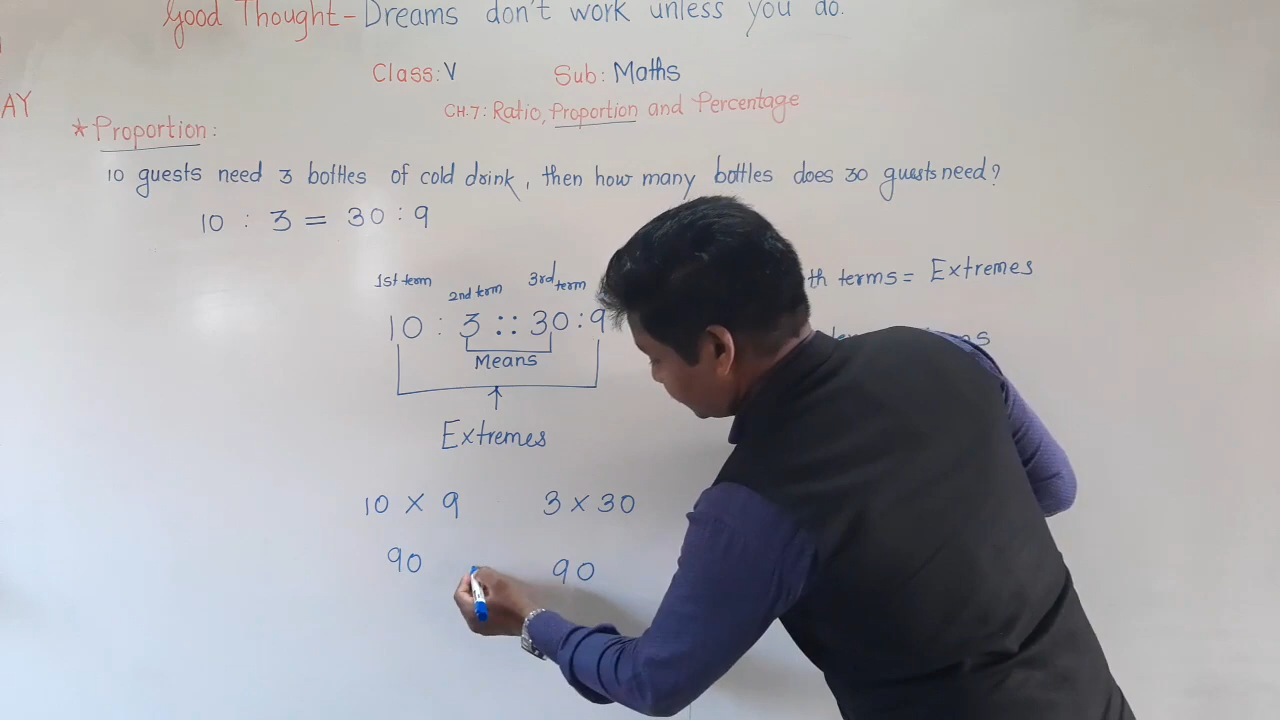 Good Thought - Dreams don't work unless you do.
Class: V Sub: Maths
AY
CH.7: Ratio, Proportion and Percentage
* Proportion:
10 guests need 3 bottles of cold drink, then how many bottles does 30 guests need?
10 : 3 = 30 : 9
1st term 2nd term 3rd term
th terms = Extremes
10 : 3 :: 30 : 9
Means
Extremes
10 × 9 3 × 30
90 90